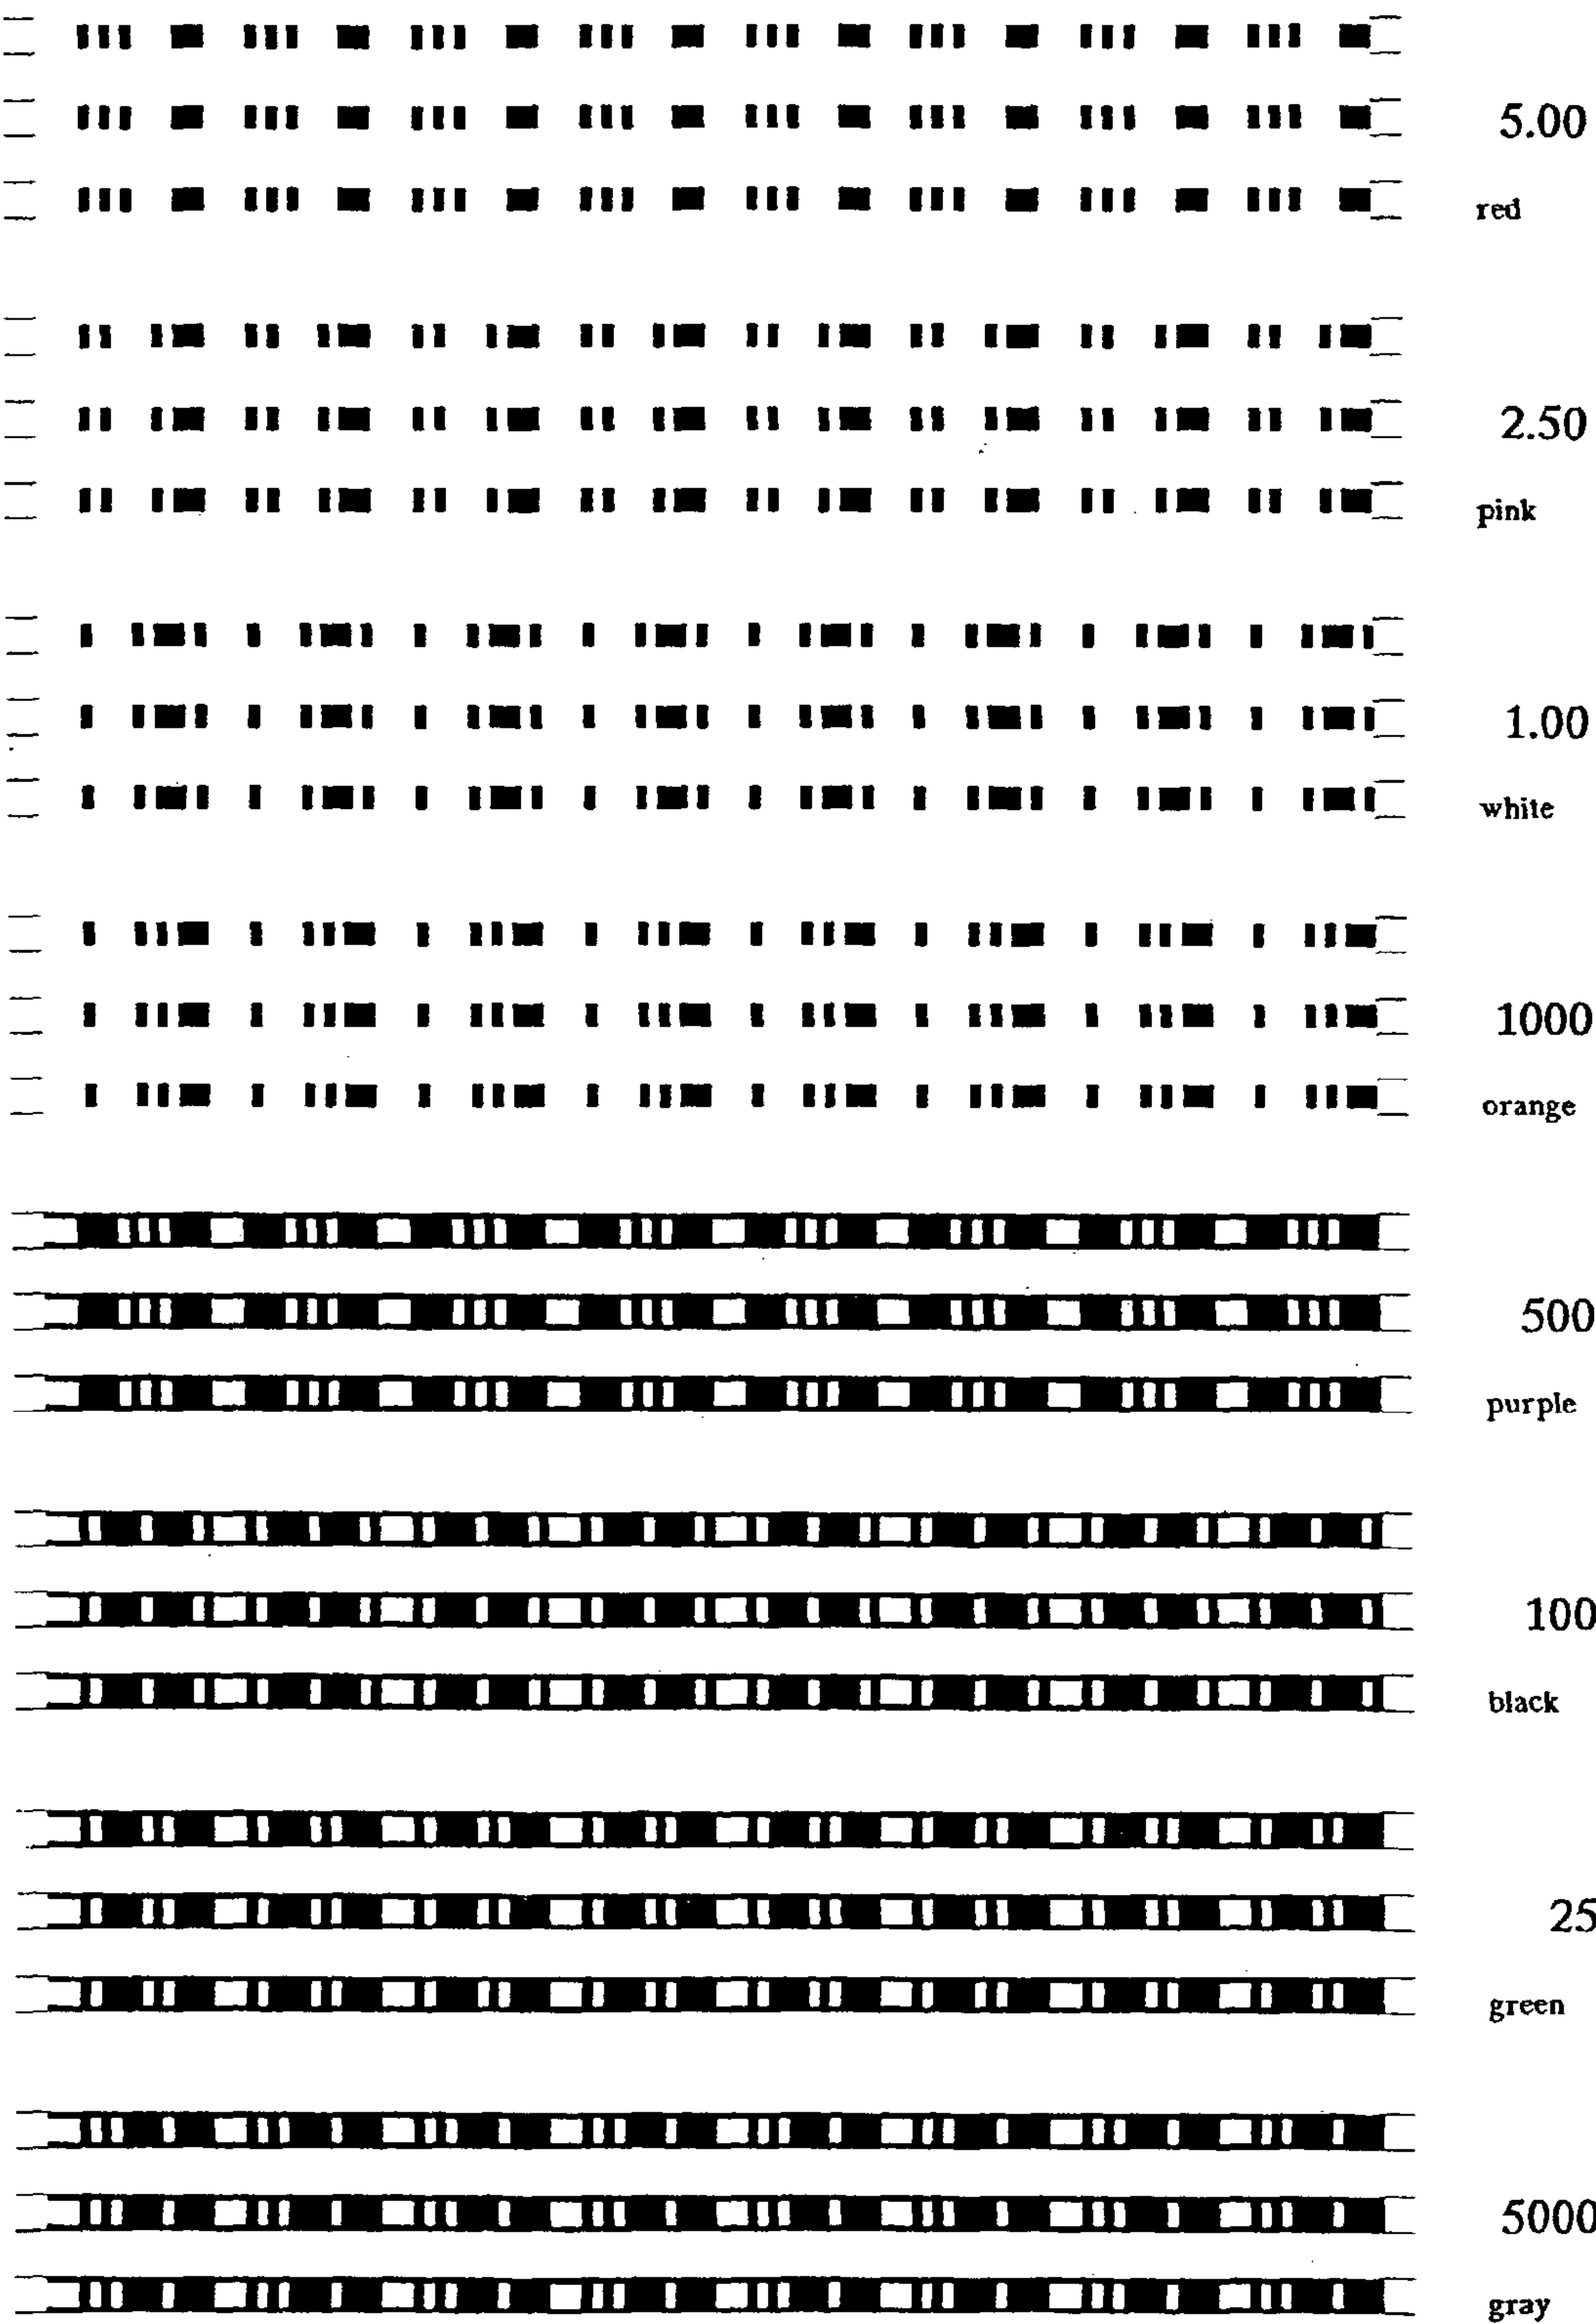 5.00
red
2.50
pink
1.00
white
1000
orange
500
purple
100
black
25
green
5000
gray